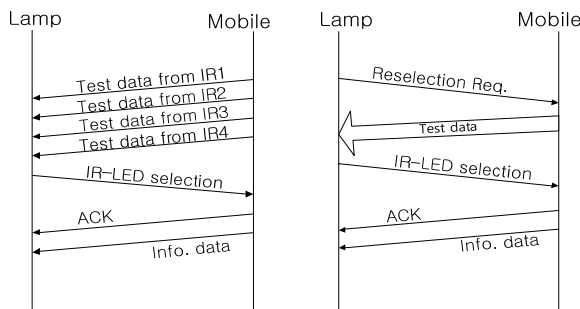 Lamp
Mobile
Test data from IR1
Test data from IR2
Test data from IR3
Test data from IR4
IR-LED selection
ACK
Info. data
Lamp
Mobile
Reselection Req.
Test data
IR-LED selection
ACK
Info. data